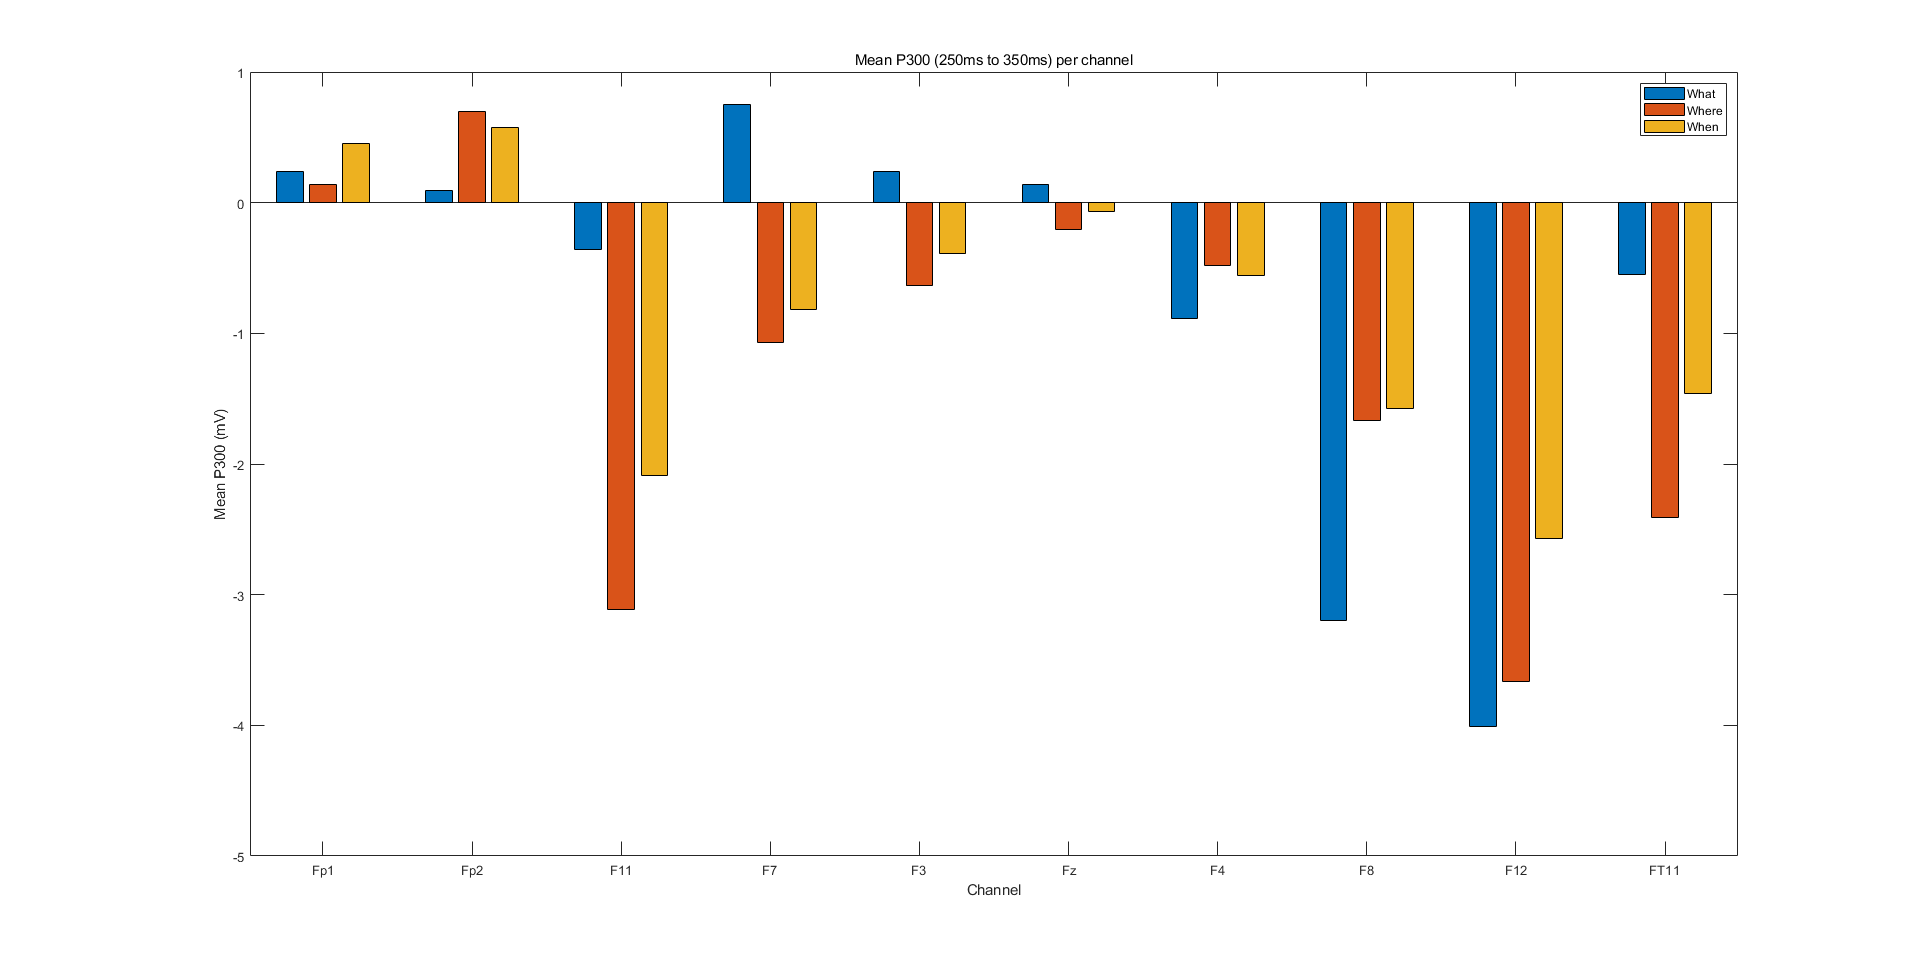 Mean P300 (250ms to 350ms) per channel
1
0
-1
-2
-3
-4
-5
Mean P300 (mV)
What
Where
When
Fp1 Fp2 F11 F7 F3 Fz F4 F8 F12 FT11
Channel